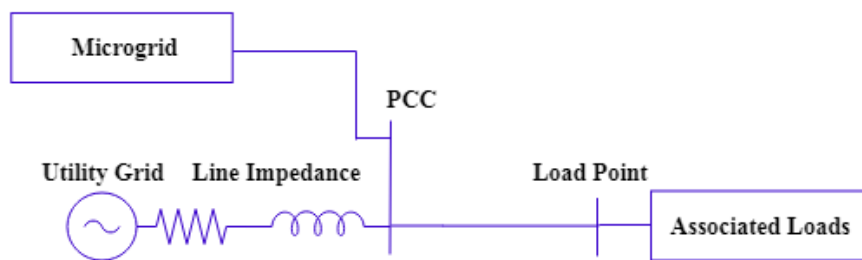 Microgrid
PCC
Utility Grid
Line Impedance
Load Point
Associated Loads